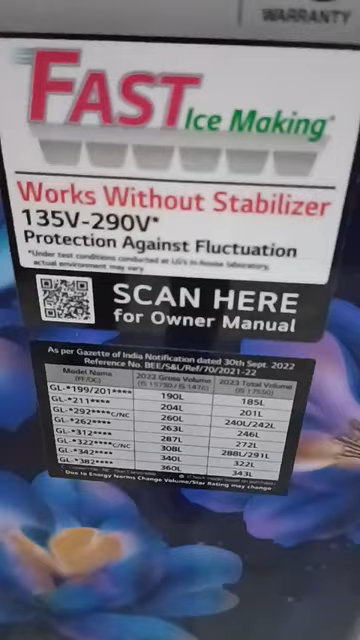 WARRANTY
FAST
Ice Making*
Works Without Stabilizer
135V-290V*
Protection Against Fluctuation
*Under test conditions conducted at LG's in-house laboratory,
actual environment may vary
SCAN HERE
for Owner Manual
As per Gazette of India Notification dated 30th Sept. 2022
Reference No. BEE/S&L/Ref/70/2021-22
Model Name 2022 Gross Volume 2023 Total Volume
(FF/DC) (IS 15750 / IS 1476) (IS 17550)
GL-*199/201**** 190L 185L
GL-*211**** 204L 201L
GL-*292****C/NC 260L 240L/242L
GL-*262**** 263L 246L
GL-*312**** 287L 272L
GL-*322****C/NC 308L 288L/291L
GL-*342**** 340L 322L
GL-*382**** 360L 343L
Due to Energy Norms Change Volume/Star Rating may change